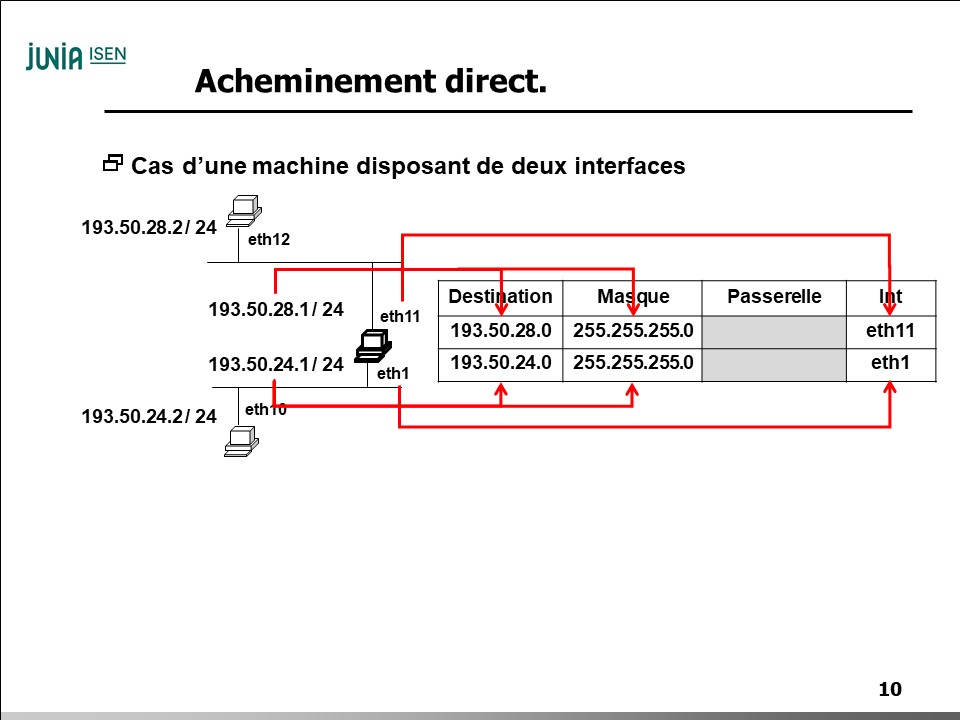 JUNIA ISEN
Acheminement direct.
Cas d’une machine disposant de deux interfaces
193.50.28.2 / 24
eth12
193.50.28.1 / 24
eth11
193.50.24.1 / 24
eth1
193.50.24.2 / 24
eth10
Destination Masque Passerelle Int
193.50.28.0 255.255.255.0 eth11
193.50.24.0 255.255.255.0 eth1
10